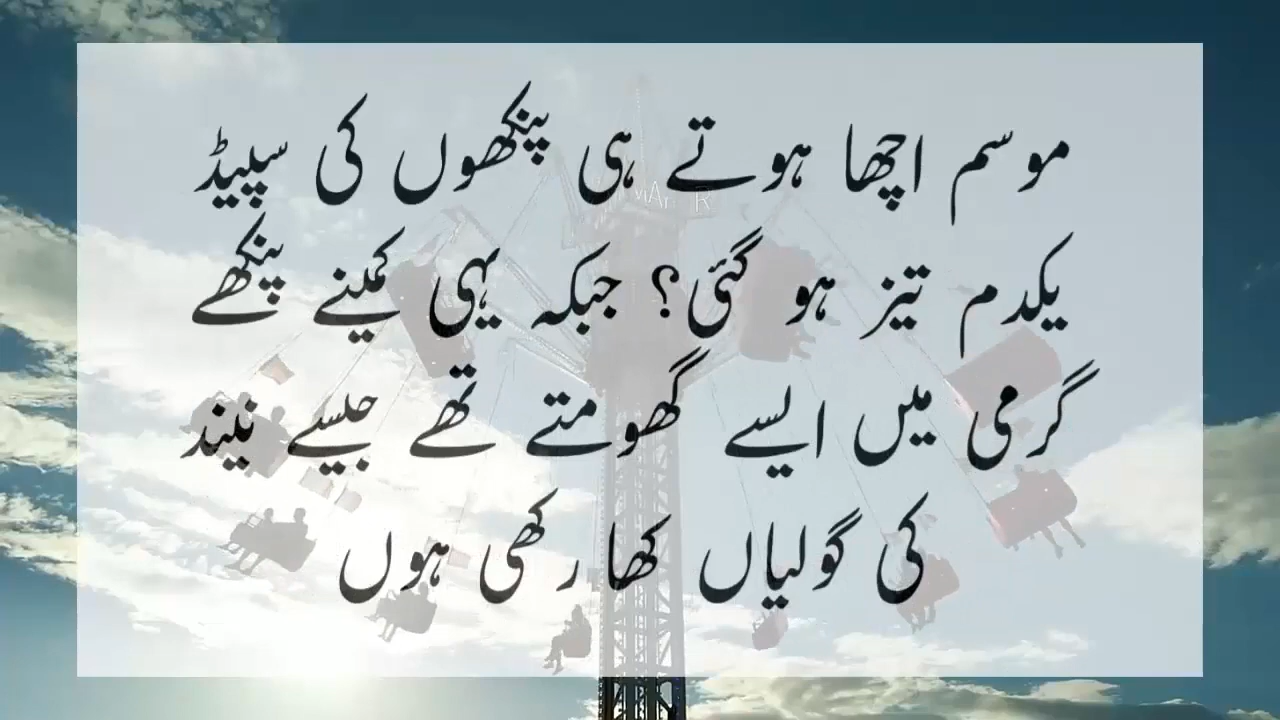 موسم اچھا ہوتے ہی پنکھوں کی سپیڈ
یکدم تیز ہو گئی؟ جبکہ یہی کمینے پنکھے
گرمی میں ایسے گھومتے تھے جیسے نیند
کی گولیاں کھا رکھی ہوں